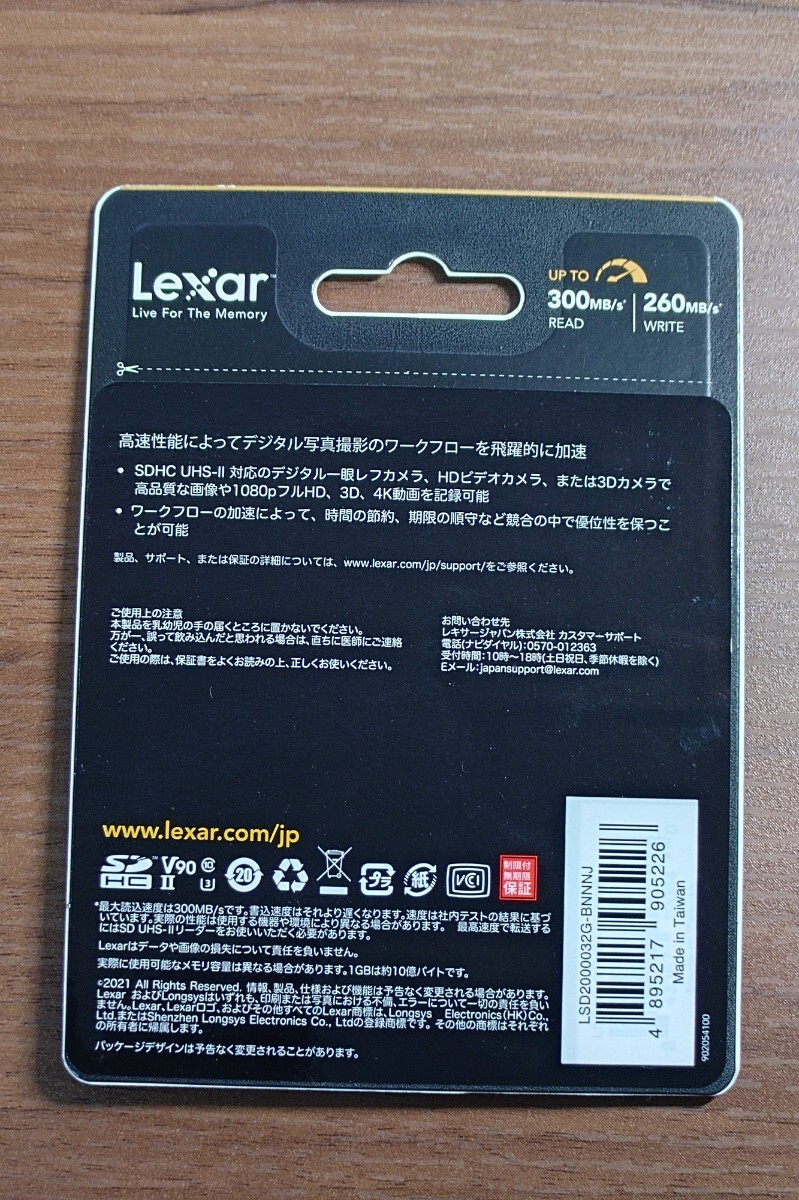 Lexar™
Live For The Memory
UP TO
300MB/s* 260MB/s*
READ WRITE
高速性能によってデジタル写真撮影のワークフローを飛躍的に加速
• SDHC UHS-II 対応のデジタル一眼レフカメラ、HDビデオカメラ、または3Dカメラで
高品質な画像や1080pフルHD、3D、4K動画を記録可能
• ワークフローの加速によって、時間の節約、期限の順守など競合の中で優位性を保つこ
とが可能
製品、サポート、または保証の詳細については、www.lexar.com/jp/support/をご参照ください。
ご使用上の注意
本製品を乳幼児の手の届くところに置かないでください。
万が一、誤って飲み込んだと思われる場合は、直ちに医師にご連絡
ください。
ご使用の際は、保証書をよくお読みの上、正しくお使いください。
お問い合わせ先
レキサージャパン株式会社 カスタマーサポート
電話(ナビダイヤル):0570-012363
受付時間:10時〜18時(土日祝日、季節休暇を除く)
Eメール:japansupport@lexar.com
www.lexar.com/jp
SD HC II V90 10 3 20 プラ 紙 VCI
制限付
無期限
保証
*最大読込速度は300MB/sです。書込速度はそれより遅くなります。速度は社内テストの結果に基づ
いています。実際の性能は使用する機器や環境により異なる場合があります。 最高速度で転送する
にはSD UHS-IIリーダーをお使いいただく必要があります。
Lexarはデータや画像の損失について責任を負いません。
実際に使用可能なメモリ容量は異なる場合があります。1GBは約10億バイトです。
©2021 All Rights Reserved. 情報、製品、仕様および機能は予告なく変更される場合があります。
Lexar およびLongsysはいずれも、印刷または写真における不備、エラーについて一切の責任を負い
ません。Lexar、Lexarロゴ、およびその他すべてのLexar商標は、Longsys Electronics(HK)Co.,
Ltd.またはShenzhen Longsys Electronics Co., Ltdの登録商標です。その他の商標はそれぞれ
の所有者に帰属します。
パッケージデザインは予告なく変更されることがあります。
LSD2000032G-BNNNJ
4 895217 905226
Made in Taiwan
902054100